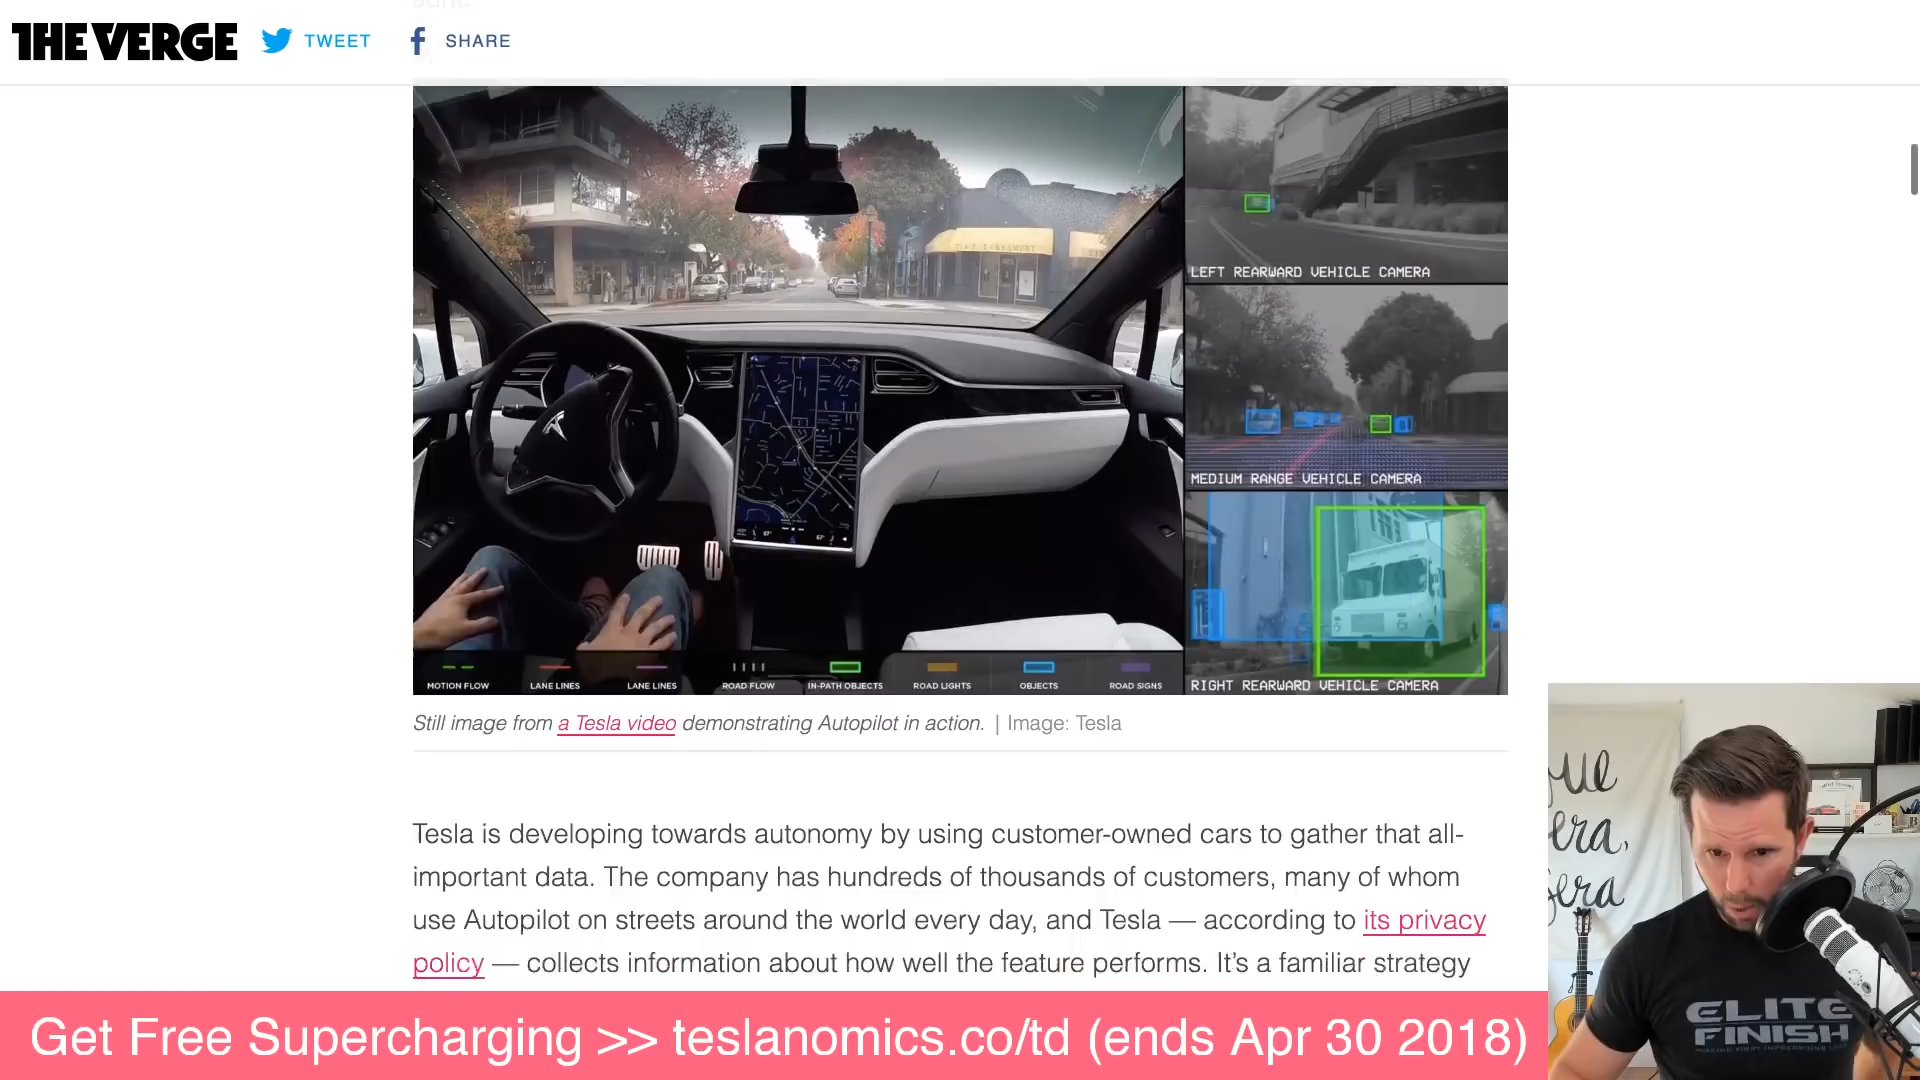 THE VERGE
TWEET
SHARE
LEFT REARWARD VEHICLE CAMERA
MEDIUM RANGE VEHICLE CAMERA
RIGHT REARWARD VEHICLE CAMERA
MOTION FLOW
LANE LINES
LANE LINES
ROAD FLOW
IN-PATH OBJECTS
ROAD LIGHTS
OBJECTS
ROAD SIGNS
Still image from a Tesla video demonstrating Autopilot in action. | Image: Tesla
Tesla is developing towards autonomy by using customer-owned cars to gather that all-
important data. The company has hundreds of thousands of customers, many of whom
use Autopilot on streets around the world every day, and Tesla — according to its privacy
policy — collects information about how well the feature performs. It’s a familiar strategy
Get Free Supercharging >> teslanomics.co/td (ends Apr 30 2018)
ELITE
FINISH